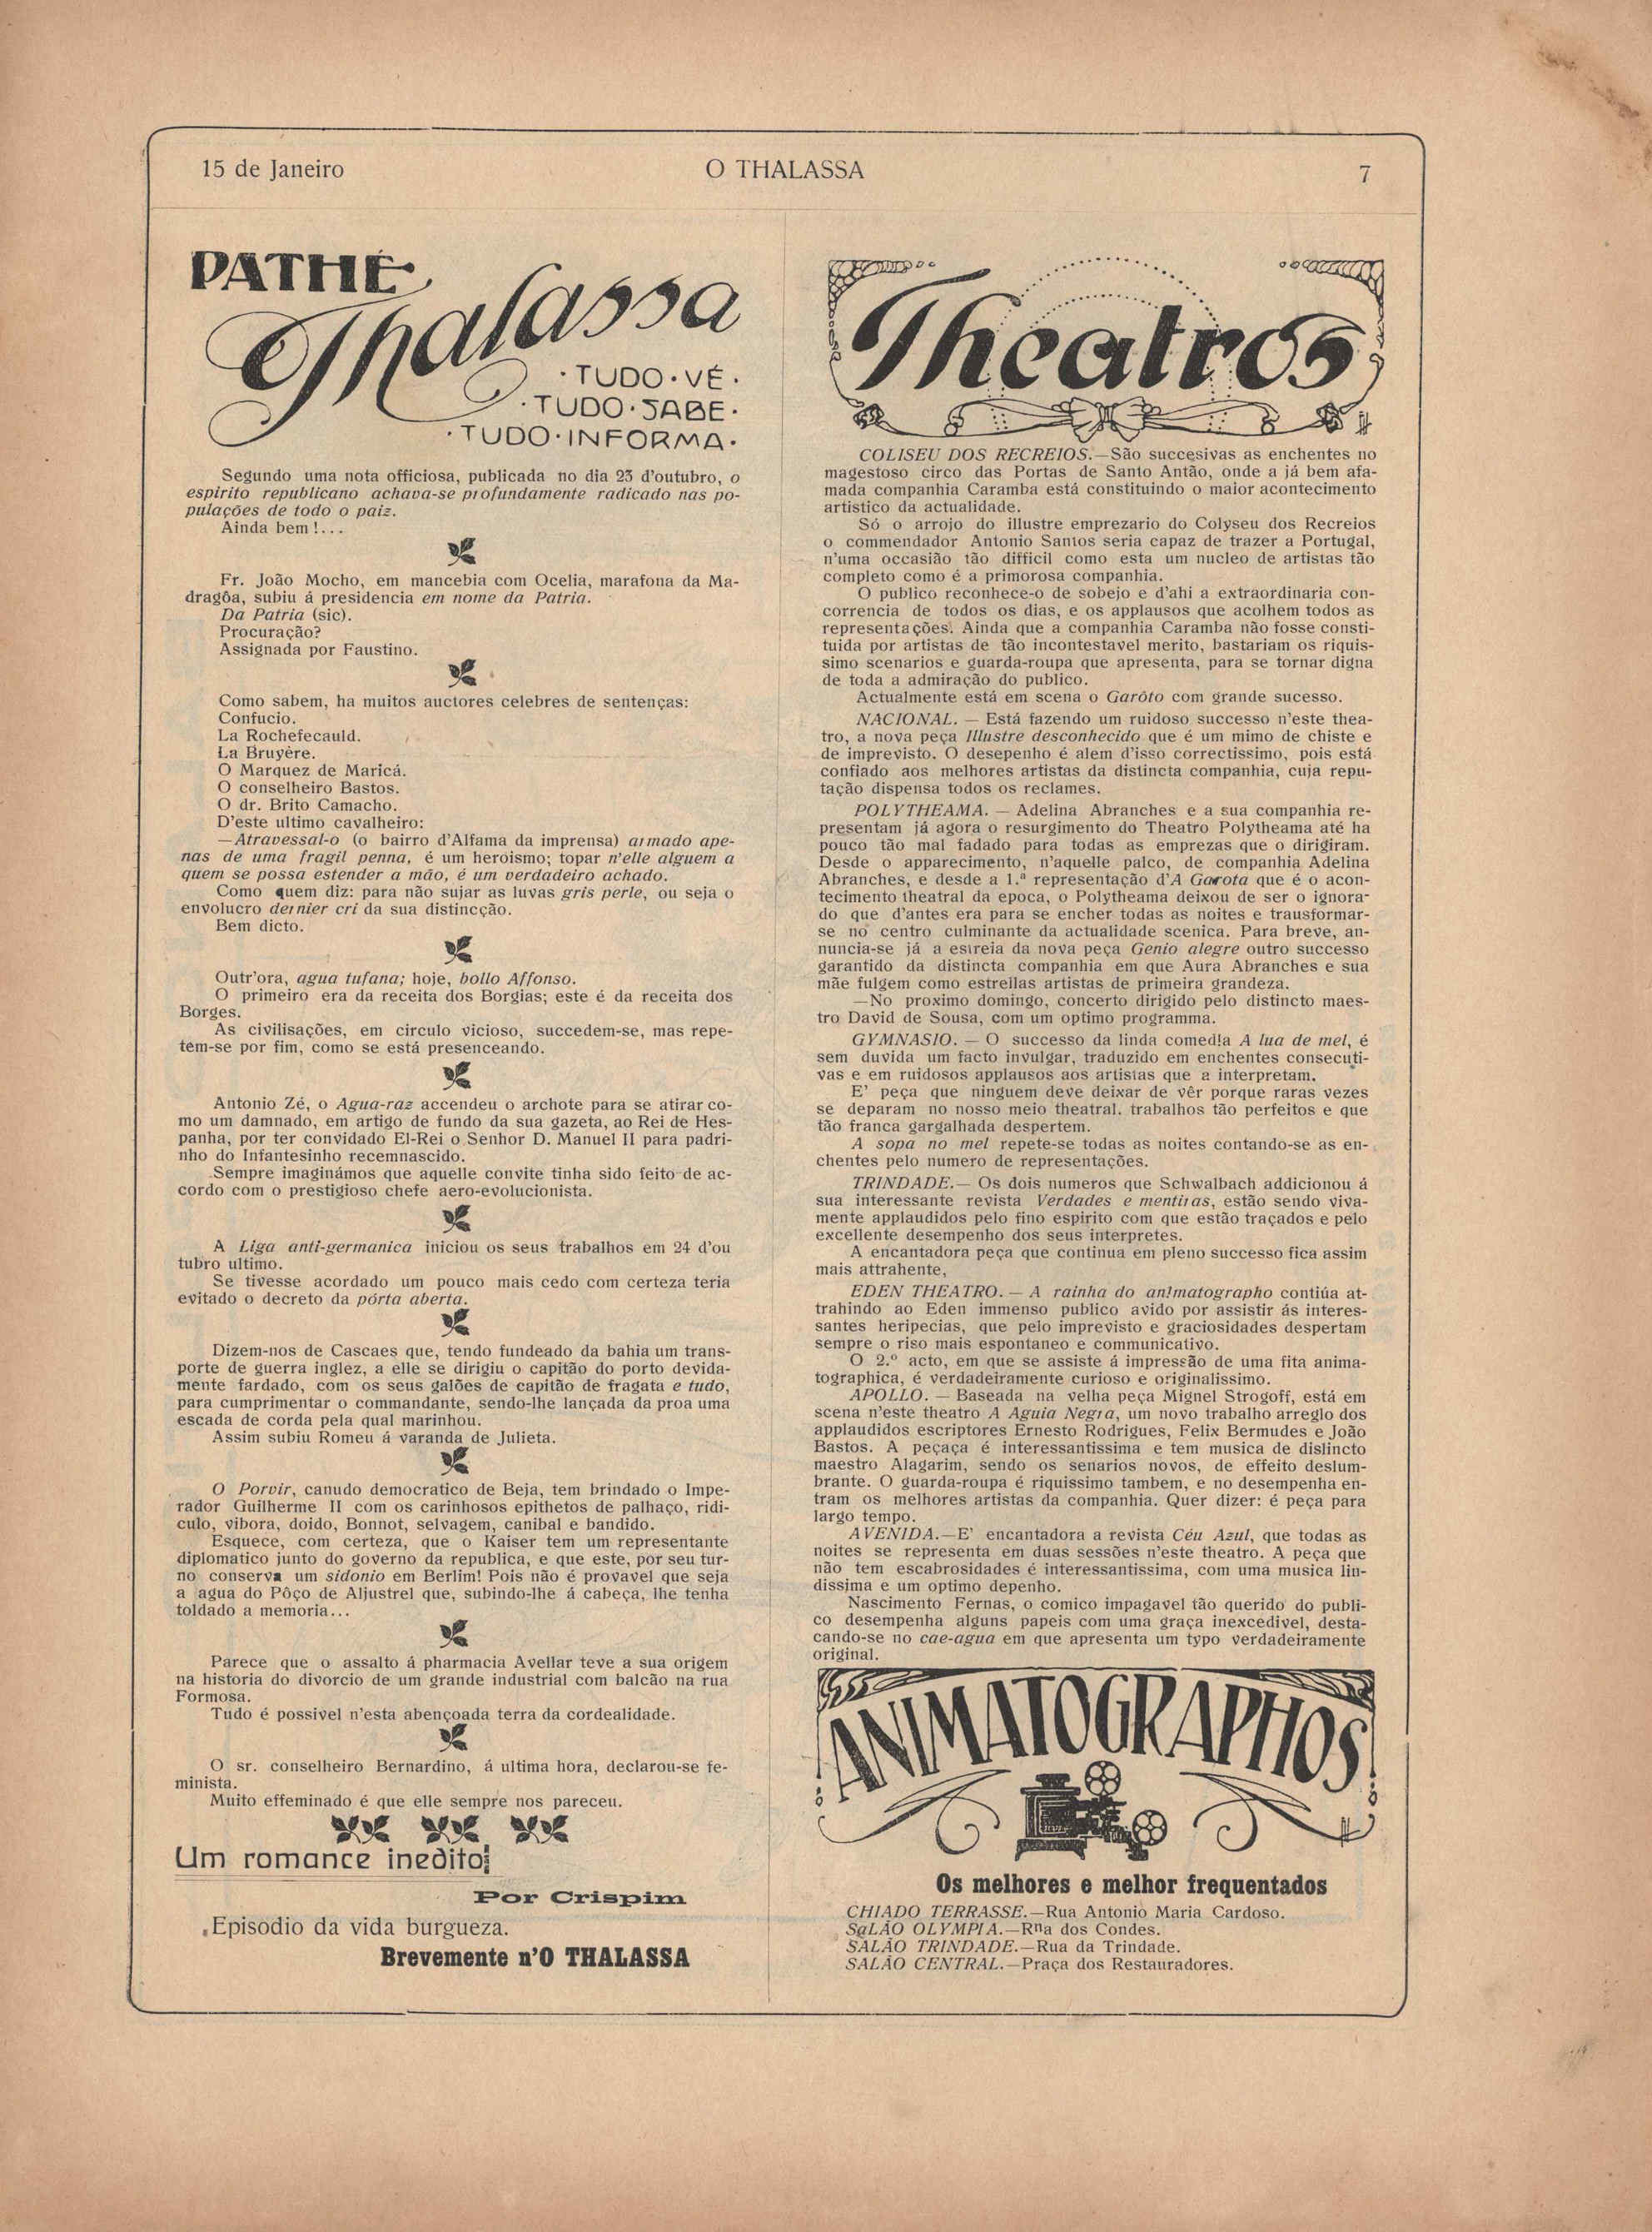 15 de Janeiro
O THALASSA
7
PATHÉ
Thalassa
·TUDO·VÉ·
·TUDO·SABE·
·TUDO·INFORMA·
Segundo uma nota officiosa, publicada no dia 23 d'outubro, o
espirito republicano achava-se profundamente radicado nas po-
pulações de todo o paiz.
Ainda bem!...
Fr. João Mocho, em mancebia com Ocelia, marafona da Ma-
dragôa, subiu á presidencia em nome da Patria.
Da Patria (sic).
Procuração?
Assignada por Faustino.
Como sabem, ha muitos auctores celebres de sentenças:
Confucio.
La Rochefecauld.
La Bruyère.
O Marquez de Maricá.
O conselheiro Bastos.
O dr. Brito Camacho.
D'este ultimo cavalheiro:
—Atravessal-o (o bairro d'Alfama da imprensa) armado ape-
nas de uma fragil penna, é um heroismo; topar n'elle alguem a
quem se possa estender a mão, é um verdadeiro achado.
Como quem diz: para não sujar as luvas gris perle, ou seja o
envolucro dernier cri da sua distincção.
Bem dicto.
Outr'ora, agua tufana; hoje, bollo Affonso.
O primeiro era da receita dos Borgias; este é da receita dos
Borges.
As civilisações, em circulo vicioso, succedem-se, mas repe-
tem-se por fim, como se está presenceando.
Antonio Zé, o Agua-raz accendeu o archote para se atirar co-
mo um damnado, em artigo de fundo da sua gazeta, ao Rei de Hes-
panha, por ter convidado El-Rei o Senhor D. Manuel II para padri-
nho do Infantesinho recemnascido.
Sempre imaginámos que aquelle convite tinha sido feito de ac-
cordo com o prestigioso chefe aero-evolucionista.
A Liga anti-germanica iniciou os seus trabalhos em 24 d'ou
tubro ultimo.
Se tivesse acordado um pouco mais cedo com certeza teria
evitado o decreto da pórta aberta.
Dizem-nos de Cascaes que, tendo fundeado da bahia um trans-
porte de guerra inglez, a elle se dirigiu o capitão do porto devida-
mente fardado, com os seus galões de capitão de fragata e tudo,
para cumprimentar o commandante, sendo-lhe lançada da proa uma
escada de corda pela qual marinhou.
Assim subiu Romeu á varanda de Julieta.
O Porvir, canudo democratico de Beja, tem brindado o Impe-
rador Guilherme II com os carinhosos epithetos de palhaço, ridi-
culo, vibora, doido, Bonnot, selvagem, canibal e bandido.
Esquece, com certeza, que o Kaiser tem um representante
diplomatico junto do governo da republica, e que este, por seu tur-
no conserva um sidonio em Berlim! Pois não é provavel que seja
a agua do Pôço de Aljustrel que, subindo-lhe á cabeça, lhe tenha
toldado a memoria...
Parece que o assalto á pharmacia Avellar teve a sua origem
na historia do divorcio de um grande industrial com balcão na rua
Formosa.
Tudo é possivel n'esta abençoada terra da cordealidade.
O sr. conselheiro Bernardino, á ultima hora, declarou-se fe-
minista.
Muito effeminado é que elle sempre nos pareceu.
Um romance inedito
Por Crispim
Episodio da vida burgueza.
Brevemente n'O THALASSA
Theatros
COLISEU DOS RECREIOS.—São succesivas as enchentes no
magestoso circo das Portas de Santo Antão, onde a já bem afa-
mada companhia Caramba está constituindo o maior acontecimento
artistico da actualidade.
Só o arrojo do illustre emprezario do Colyseu dos Recreios
o commendador Antonio Santos seria capaz de trazer a Portugal,
n'uma occasião tão difficil como esta um nucleo de artistas tão
completo como é a primorosa companhia.
O publico reconhece-o de sobejo e d'ahi a extraordinaria con-
correncia de todos os dias, e os applausos que acolhem todos as
representações. Ainda que a companhia Caramba não fosse consti-
tuida por artistas de tão incontestavel merito, bastariam os riquis-
simo scenarios e guarda-roupa que apresenta, para se tornar digna
de toda a admiração do publico.
Actualmente está em scena o Garôto com grande sucesso.
NACIONAL. — Está fazendo um ruidoso successo n'este thea-
tro, a nova peça Illustre desconhecido que é um mimo de chiste e
de imprevisto. O desepenho é alem d'isso correctissimo, pois está
confiado aos melhores artistas da distincta companhia, cuja repu-
tação dispensa todos os reclames.
POLYTHEAMA. — Adelina Abranches e a sua companhia re-
presentam já agora o resurgimento do Theatro Polytheama até ha
pouco tão mal fadado para todas as emprezas que o dirigiram.
Desde o apparecimento, n'aquelle palco, de companhia Adelina
Abranches, e desde a 1.ª representação d'A Garota que é o acon-
tecimento theatral da epoca, o Polytheama deixou de ser o ignora-
do que d'antes era para se encher todas as noites e trausformar-
se no centro culminante da actualidade scenica. Para breve, an-
nuncia-se já a estreia da nova peça Genio alegre outro successo
garantido da distincta companhia em que Aura Abranches e sua
mãe fulgem como estrellas artistas de primeira grandeza.
—No proximo domingo, concerto dirigido pelo distincto maes-
tro David de Sousa, com um optimo programma.
GYMNASIO. — O successo da linda comedia A lua de mel, é
sem duvida um facto invulgar, traduzido em enchentes consecuti-
vas e em ruidosos applausos aos artistas que a interpretam.
E' peça que ninguem deve deixar de vêr porque raras vezes
se deparam no nosso meio theatral. trabalhos tão perfeitos e que
tão franca gargalhada despertem.
A sopa no mel repete-se todas as noites contando-se as en-
chentes pelo numero de representações.
TRINDADE.— Os dois numeros que Schwalbach addicionou á
sua interessante revista Verdades e mentiras, estão sendo viva-
mente applaudidos pelo fino espirito com que estão traçados e pelo
excellente desempenho dos seus interpretes.
A encantadora peça que continua em pleno successo fica assim
mais attrahente,
EDEN THEATRO. — A rainha do animatographo contiúa at-
trahindo ao Eden immenso publico avido por assistir ás interes-
santes heripecias, que pelo imprevisto e graciosidades despertam
sempre o riso mais espontaneo e communicativo.
O 2.º acto, em que se assiste á impressão de uma fita anima-
tographica, é verdadeiramente curioso e originalissimo.
APOLLO. — Baseada na velha peça Mignel Strogoff, está em
scena n'este theatro A Aguia Negra, um novo trabalho arreglo dos
applaudidos escriptores Ernesto Rodrigues, Felix Bermudes e João
Bastos. A peçaça é interessantissima e tem musica de dislincto
maestro Alagarim, sendo os senarios novos, de effeito deslum-
brante. O guarda-roupa é riquissimo tambem, e no desempenha en-
tram os melhores artistas da companhia. Quer dizer: é peça para
largo tempo.
AVENIDA.—E' encantadora a revista Céu Azul, que todas as
noites se representa em duas sessões n'este theatro. A peça que
não tem escabrosidades é interessantissima, com uma musica liu-
dissima e um optimo depenho.
Nascimento Fernas, o comico impagavel tão querido do publi-
co desempenha alguns papeis com uma graça inexcedivel, desta-
cando-se no cae-agua em que apresenta um typo verdadeiramente
original.
ANIMATOGRAPHOS
Os melhores e melhor frequentados
CHIADO TERRASSE.—Rua Antonio Maria Cardoso.
SaLÃO OLYMPIA.—Rna dos Condes.
SALÃO TRINDADE.—Rua da Trindade.
SALÃO CENTRAL.—Praça dos Restauradores.